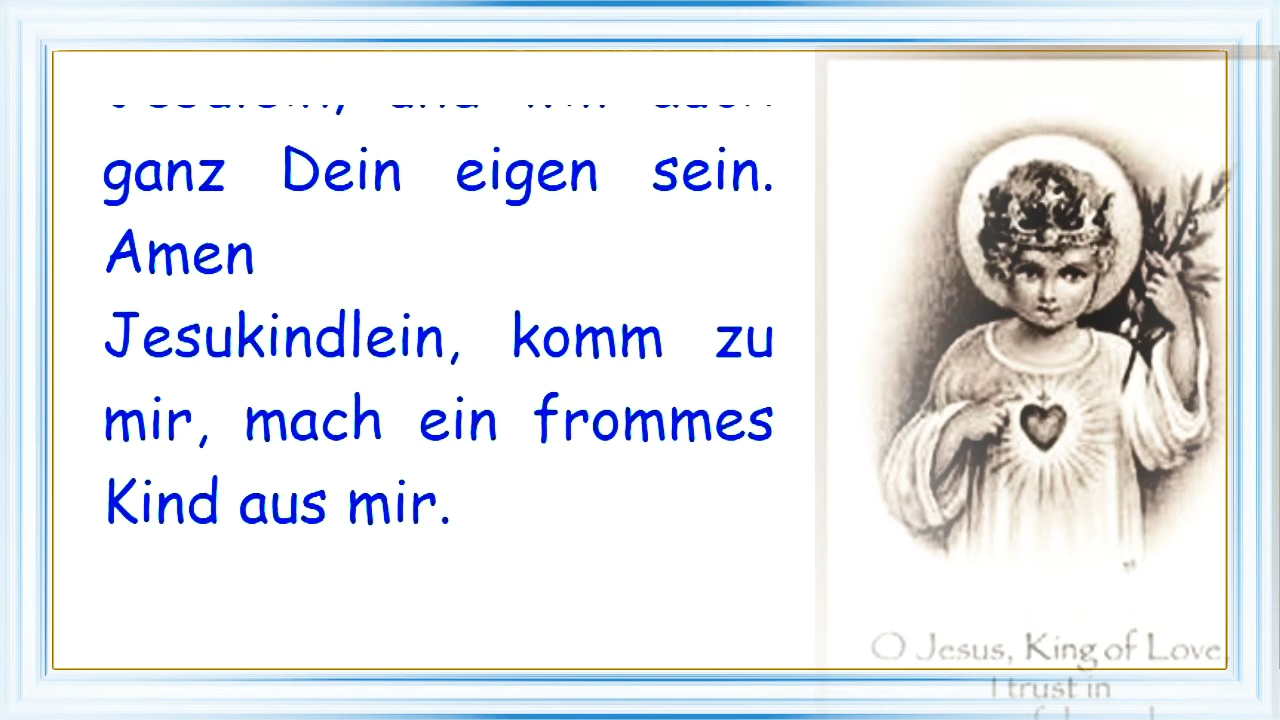 ganz Dein eigen sein.
Amen
Jesukindlein, komm zu
mir, mach ein frommes
Kind aus mir.
O Jesus, King of Love,
I trust in